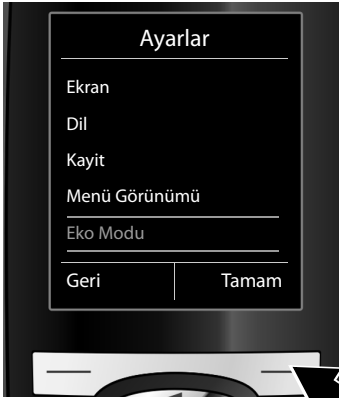 Ayarlar
Ekran
Dil
Kayit
Menü Görünümü
Eko Modu
Geri Tamam